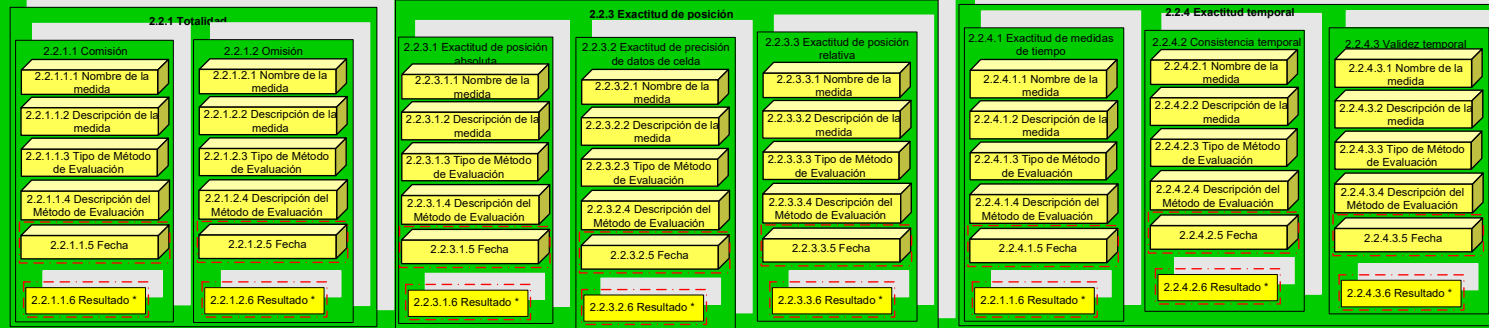 2.2.1 Totalidad
2.2.1.1 Comisión
2.2.1.1.1 Nombre de la
medida
2.2.1.1.2 Descripción de la
medida
2.2.1.1.3 Tipo de Método
de Evaluación
2.2.1.1.4 Descripción del
Método de Evaluación
2.2.1.1.5 Fecha
2.2.1.1.6 Resultado *
2.2.1.2 Omisión
2.2.1.2.1 Nombre de la
medida
2.2.1.2.2 Descripción de la
medida
2.2.1.2.3 Tipo de Método
de Evaluación
2.2.1.2.4 Descripción del
Método de Evaluación
2.2.1.2.5 Fecha
2.2.1.2.6 Resultado *
2.2.3 Exactitud de posición
2.2.3.1 Exactitud de posición
absoluta
2.2.3.1.1 Nombre de la
medida
2.2.3.1.2 Descripción de la
medida
2.2.3.1.3 Tipo de Método
de Evaluación
2.2.3.1.4 Descripción del
Método de Evaluación
2.2.3.1.5 Fecha
2.2.3.1.6 Resultado *
2.2.3.2 Exactitud de precisión
de datos de celda
2.2.3.2.1 Nombre de la
medida
2.2.3.2.2 Descripción de la
medida
2.2.3.2.3 Tipo de Método
de Evaluación
2.2.3.2.4 Descripción del
Método de Evaluación
2.2.3.2.5 Fecha
2.2.3.2.6 Resultado *
2.2.3.3 Exactitud de posición
relativa
2.2.3.3.1 Nombre de la
medida
2.2.3.3.2 Descripción de la
medida
2.2.3.3.3 Tipo de Método
de Evaluación
2.2.3.3.4 Descripción del
Método de Evaluación
2.2.3.3.5 Fecha
2.2.3.3.6 Resultado *
2.2.4 Exactitud temporal
2.2.4.1 Exactitud de medidas
de tiempo
2.2.4.1.1 Nombre de la
medida
2.2.4.1.2 Descripción de la
medida
2.2.4.1.3 Tipo de Método
de Evaluación
2.2.4.1.4 Descripción del
Método de Evaluación
2.2.4.1.5 Fecha
2.2.1.1.6 Resultado *
2.2.4.2 Consistencia temporal
2.2.4.2.1 Nombre de la
medida
2.2.4.2.2 Descripción de la
medida
2.2.4.2.3 Tipo de Método
de Evaluación
2.2.4.2.4 Descripción del
Método de Evaluación
2.2.4.2.5 Fecha
2.2.4.2.6 Resultado *
2.2.4.3 Validez temporal
2.2.4.3.1 Nombre de la
medida
2.2.4.3.2 Descripción de la
medida
2.2.4.3.3 Tipo de Método
de Evaluación
2.2.4.3.4 Descripción del
Método de Evaluación
2.2.4.3.5 Fecha
2.2.4.3.6 Resultado *